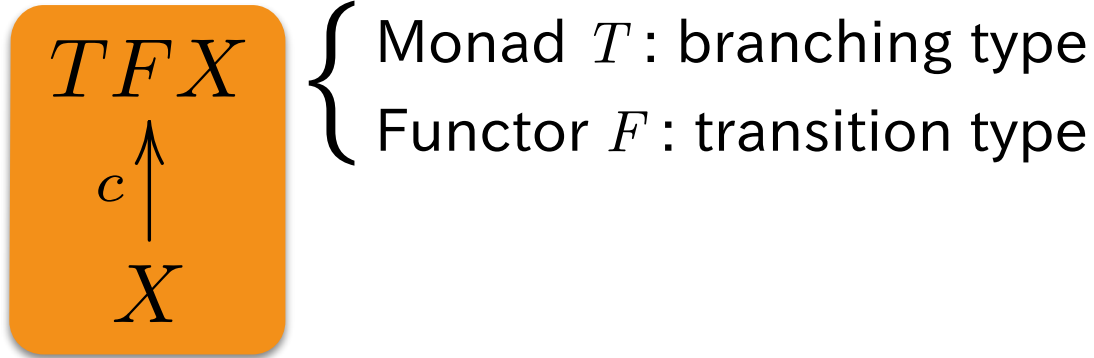 TFX
Monad T : branching type
Functor F : transition type
c
X